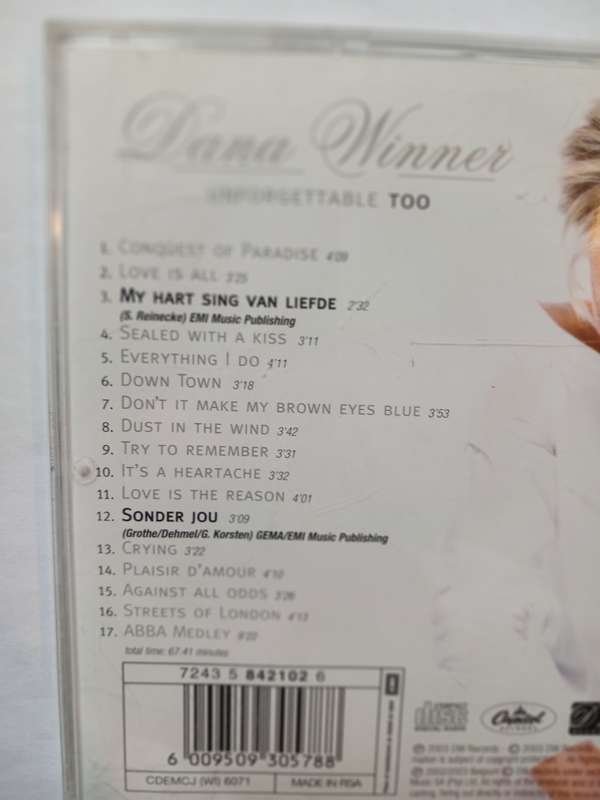 Dana Winner
UNFORGETTABLE TOO
1. CONQUEST OF PARADISE 4'09
2. LOVE IS ALL 3'25
3. MY HART SING VAN LIEFDE 2'32
(S. Reinecke) EMI Music Publishing
4. SEALED WITH A KISS 3'11
5. EVERYTHING I DO 4'11
6. DOWN TOWN 3'18
7. DON'T IT MAKE MY BROWN EYES BLUE 3'53
8. DUST IN THE WIND 3'42
9. TRY TO REMEMBER 3'31
10. IT'S A HEARTACHE 3'32
11. LOVE IS THE REASON 4'01
12. SONDER JOU 3'09
(Grothe/Dehmel/G. Korsten) GEMA/EMI Music Publishing
13. CRYING 3'22
14. PLAISIR D'AMOUR 4'10
15. AGAINST ALL ODDS 3'26
16. STREETS OF LONDON 4'13
17. ABBA MEDLEY
total time: 67.41 minutes
7243 5 842102 6
6 009509 305788
CDEMCJ (WI) 6071 MADE IN RSA
disc Capitol